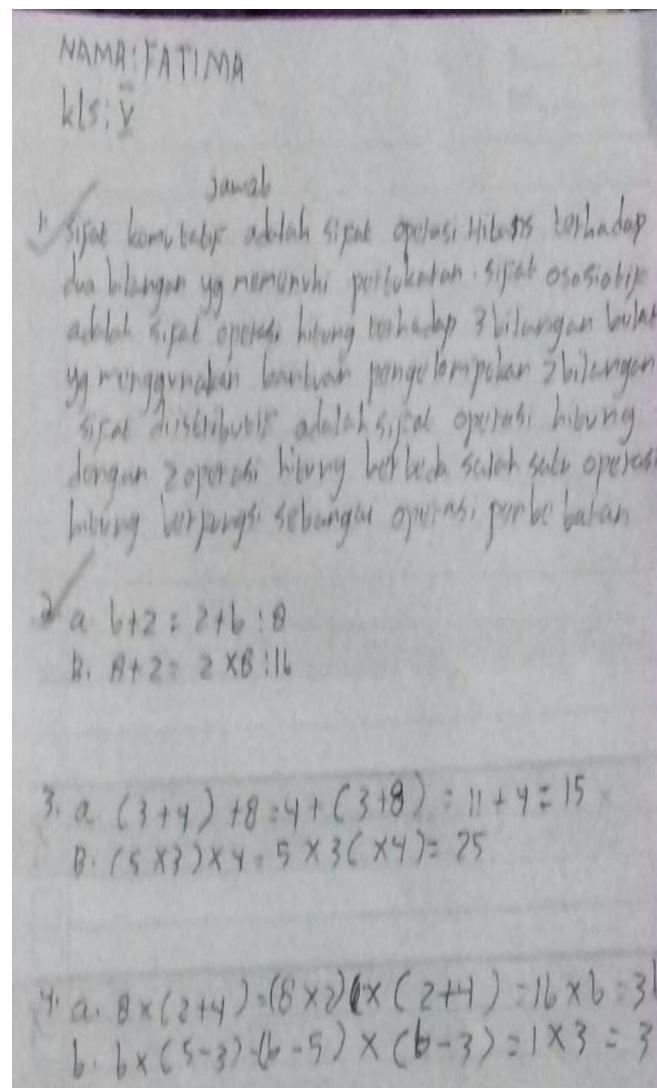 NAMA: FATIMA
kls: V
Jawab
1. Sifat komutatif adalah sifat operasi Hitung terhadap
dua bilangan yg memenuhi pertukaran. sifat ososiotif
adalah sifat operasi hitung terhadap 3 bilangan bulat
yg menggunakan bantuan pengelompokan 2 bilangan
sifat distributif adalah sifat operasi hitung
dengan 2 operasi hitung berbeda salah satu operasi
hitung berpungsi sebangai operasi
2 a. 6+2 = 2+6 : 8
B. 8+2 = 2 X 8 : 16
3. a. (3+4) +8 = 4 + (3+8) = 11 + 4 = 15
B. (5 X 3) X 4 = 5 X 3 ( X 4) = 25
4. a. 8 X (2+4) = (8 X 2) X (2+4) = 16 X 6 = 3
b. 6 X (5-3) = (6-5) X (6-3) = 1 X 3 = 3